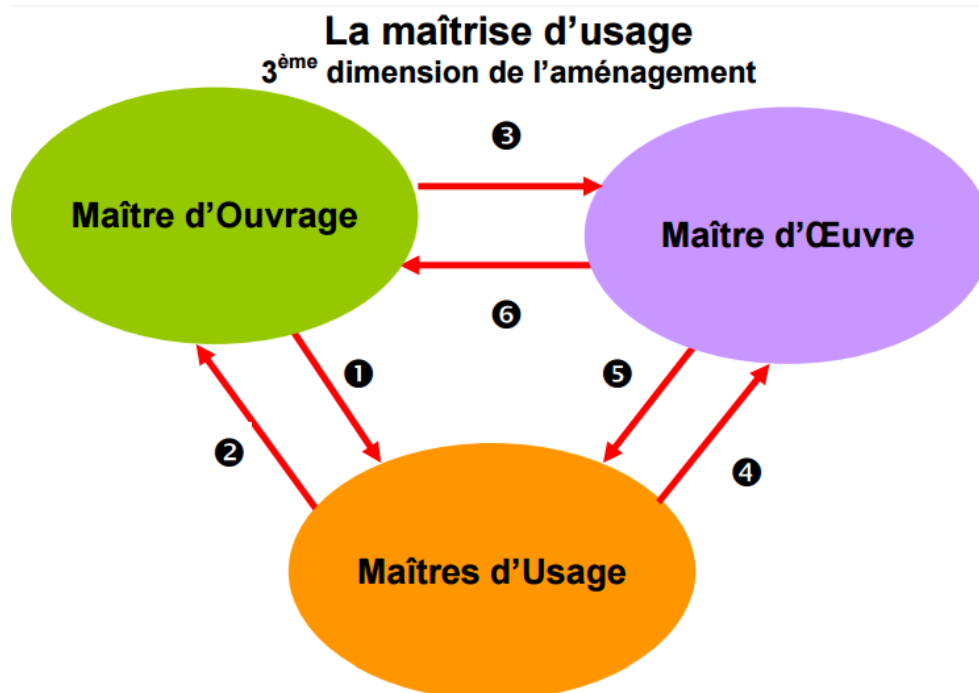 La maîtrise d’usage
3ème dimension de l’aménagement
❸
Maître d’Ouvrage
Maître d’Œuvre
❻
❶
❺
❷
❹
Maîtres d’Usage